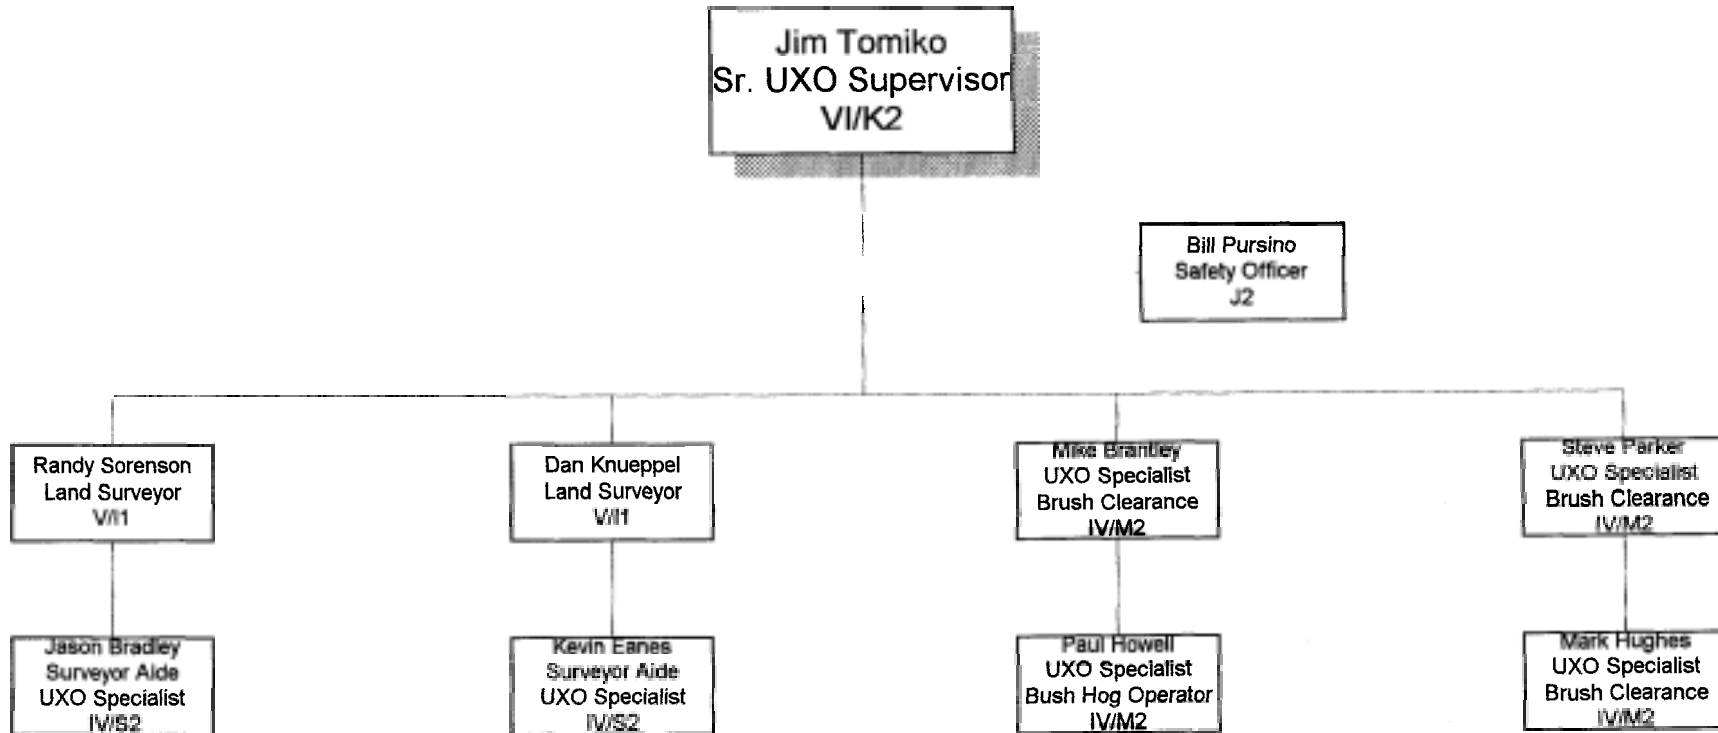 Jim Tomiko
Sr. UXO Supervisor
VI/K2
Bill Pursino
Safety Officer
J2
Randy Sorenson
Land Surveyor
V/I1
Dan Knueppel
Land Surveyor
V/I1
Mike Brantley
UXO Specialist
Brush Clearance
IV/M2
Steve Parker
UXO Specialist
Brush Clearance
IV/M2
Jason Bradley
Surveyor Aide
UXO Specialist
IV/S2
Kevin Eanes
Surveyor Aide
UXO Specialist
IV/S2
Paul Howell
UXO Specialist
Bush Hog Operator
IV/M2
Mark Hughes
UXO Specialist
Brush Clearance
IV/M2